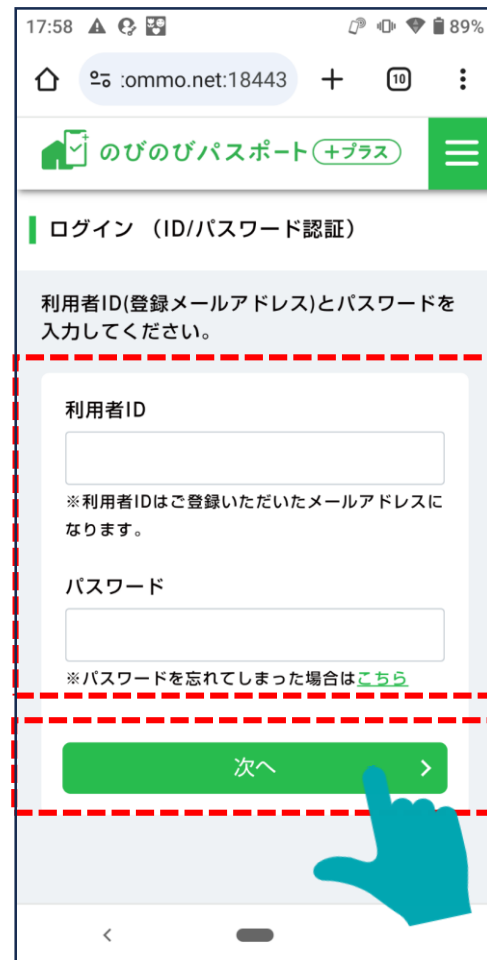 17:58
89%
:ommo.net:18443
10
のびのびパスポート +プラス
ログイン （ID/パスワード認証）
利用者ID(登録メールアドレス)とパスワードを
入力してください。
利用者ID
※利用者IDはご登録いただいたメールアドレスに
なります。
パスワード
※パスワードを忘れてしまった場合はこちら
次へ